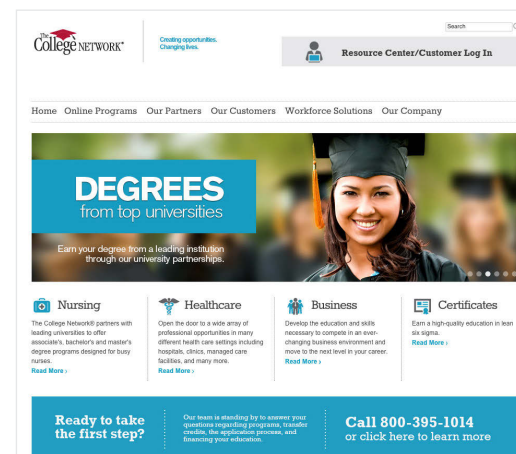 The
College NETWORK®
Creating opportunities.
Changing lives.
Search
Resource Center/Customer Log In
Home Online Programs Our Partners Our Customers Workforce Solutions Our Company
DEGREES
from top universities
Earn your degree from a leading institution
through our university partnerships.
Nursing
The College Network® partners with
leading universities to offer
associate's, bachelor's and master's
degree programs designed for busy
nurses.
Read More ›
Healthcare
Open the door to a wide array of
professional opportunities in many
different health care settings including
hospitals, clinics, managed care
facilities, and many more.
Read More ›
Business
Develop the education and skills
necessary to compete in an ever-
changing business environment and
move to the next level in your career.
Read More ›
Certificates
Earn a high-quality education in lean
six sigma.
Read More ›
Ready to take
the first step?
Our team is standing by to answer your
questions regarding programs, transfer
credits, the application process, and
financing your education.
Call 800-395-1014
or click here to learn more